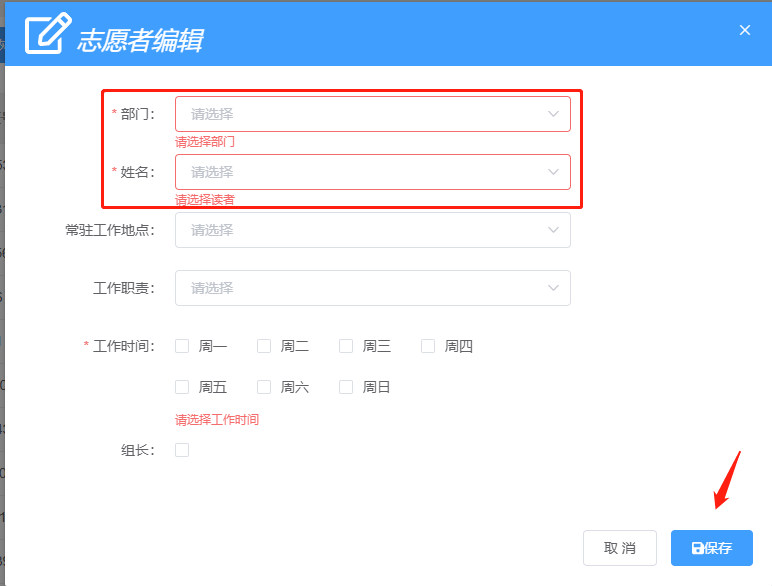 志愿者编辑
* 部门： 请选择
请选择部门
* 姓名： 请选择
请选择读者
常驻工作地点： 请选择
工作职责： 请选择
* 工作时间： 周一 周二 周三 周四
周五 周六 周日
请选择工作时间
组长：
取 消 保存